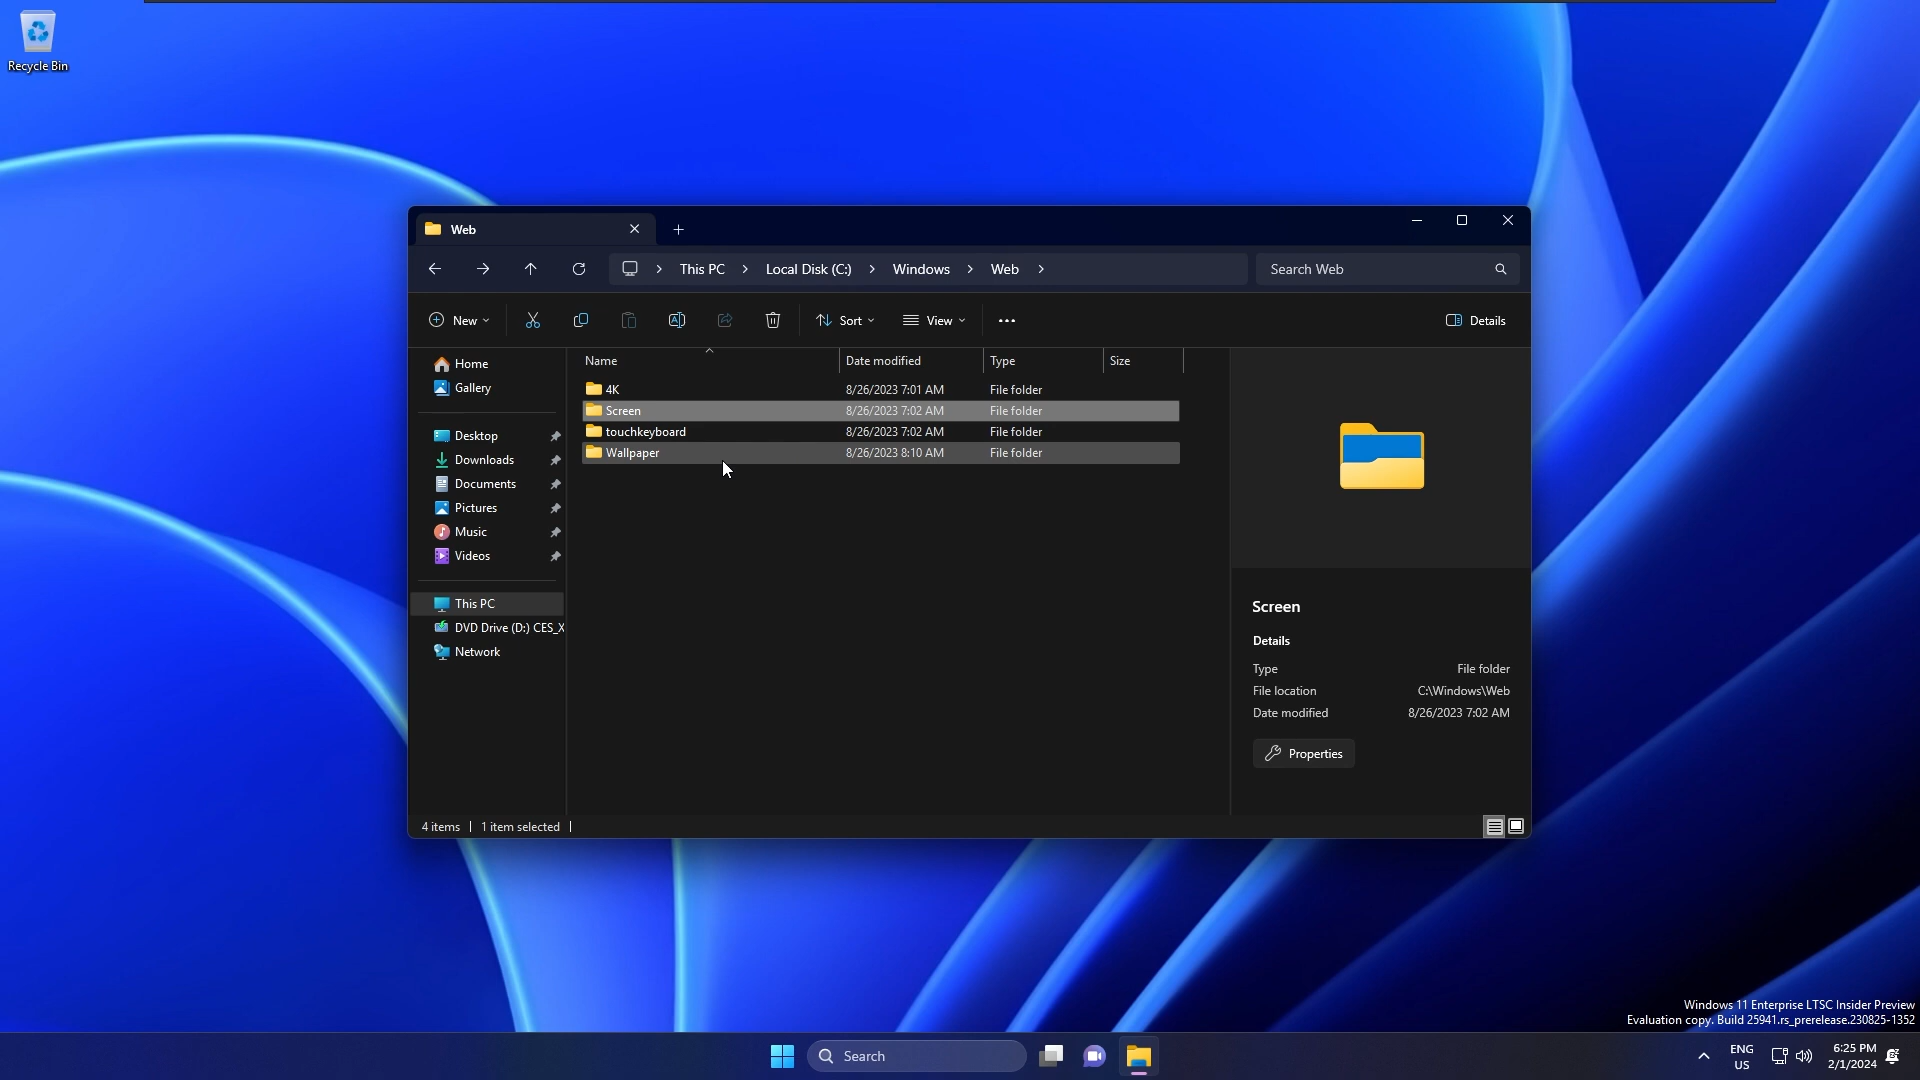 Recycle Bin
Web
This PC
Local Disk (C:)
Windows
Web
Search Web
New
Sort
View
Details
Home
Gallery
Desktop
Downloads
Documents
Pictures
Music
Videos
This PC
DVD Drive (D:) CES_X
Network
Name Date modified Type Size
4K 8/26/2023 7:01 AM File folder
Screen 8/26/2023 7:02 AM File folder
touchkeyboard 8/26/2023 7:02 AM File folder
Wallpaper 8/26/2023 8:10 AM File folder
Screen
Details
Type File folder
File location C:\Windows\Web
Date modified 8/26/2023 7:02 AM
Properties
4 items | 1 item selected |
Windows 11 Enterprise LTSC Insider Preview
Evaluation copy. Build 25941.rs_prerelease.230825-1352
Search
ENG
US
6:25 PM
2/1/2024